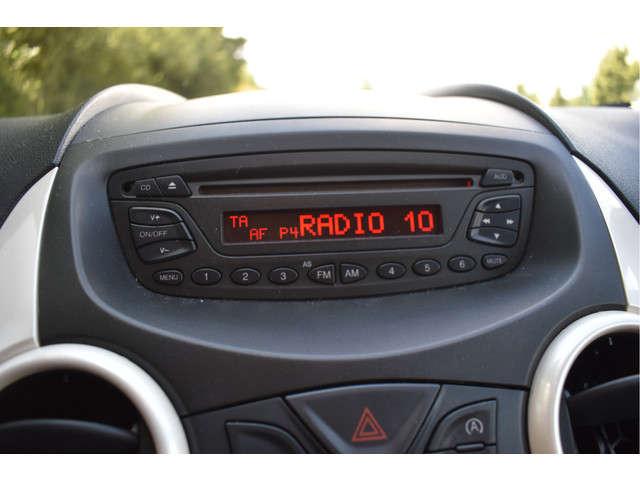 CD AUD
V+
TA RADIO 10
ON/OFF AF P4
V-
AS
MENU 1 2 3 FM AM 4 5 6 MUTE
A